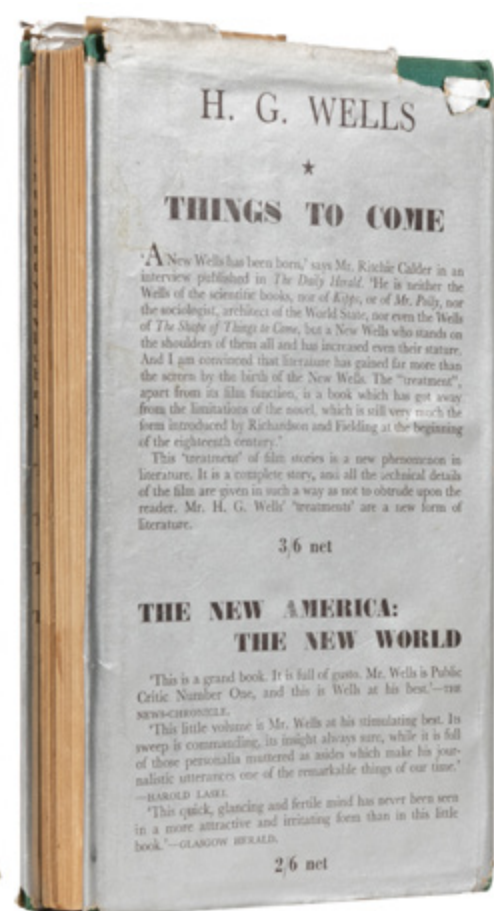 H. G. WELLS
★
THINGS TO COME
'A New Wells has been born,' says Mr. Ritchie Calder in an
interview published in The Daily Herald. 'He is neither the
Wells of the scientific books, nor of Kipps, or of Mr. Polly, nor
the sociologist, architect of the World State, nor even the Wells
of The Shape of Things to Come, but a New Wells who stands on
the shoulders of them all and has increased even their stature.
And I am convinced that literature has gained far more than
the screen by the birth of the New Wells. The "treatment",
apart from its film function, is a book which has got away
from the limitations of the novel, which is still very much the
form introduced by Richardson and Fielding at the beginning
of the eighteenth century.'
This 'treatment' of film stories is a new phenomenon in
literature. It is a complete story, and all the technical details
of the film are given in such a way as not to obtrude upon the
reader. Mr. H. G. Wells' 'treatments' are a new form of
literature.
3/6 net
THE NEW AMERICA:
THE NEW WORLD
'This is a grand book. It is full of gusto. Mr. Wells is Public
Critic Number One, and this is Wells at his best.'—THE
NEWS-CHRONICLE.
'This little volume is Mr. Wells at his stimulating best. Its
sweep is commanding, its insight always sure, while it is full
of those personalia mustered as asides which make his jour-
nalistic utterances one of the remarkable things of our time.'
—HAROLD LASKI.
'This quick, glancing and fertile mind has never been seen
in a more attractive and irritating form than in this little
book.'—GLASGOW HERALD.
2/6 net